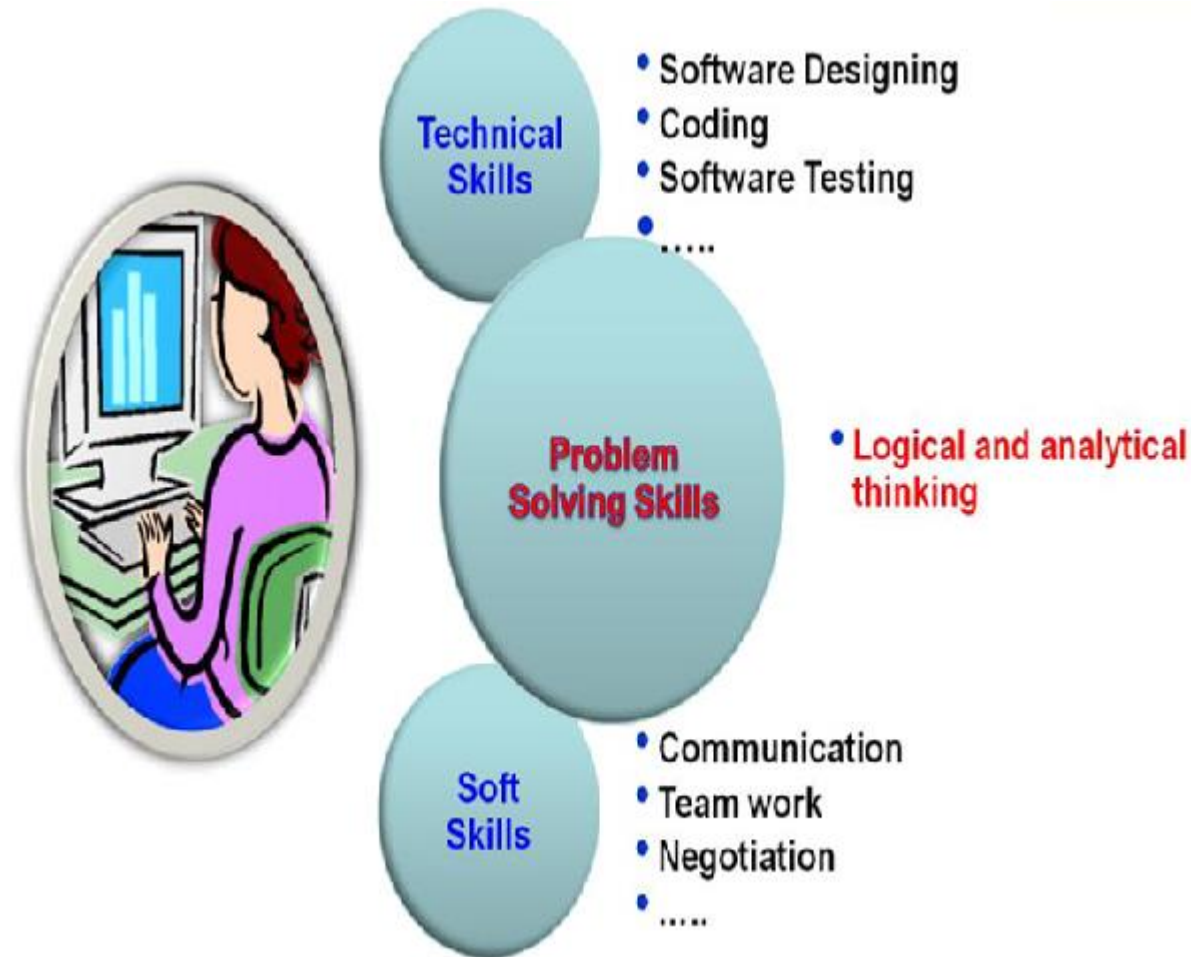 Technical
Skills
• Software Designing
• Coding
• Software Testing
• .....
Problem
Solving Skills
• Logical and analytical
thinking
Soft
Skills
• Communication
• Team work
• Negotiation
• .....